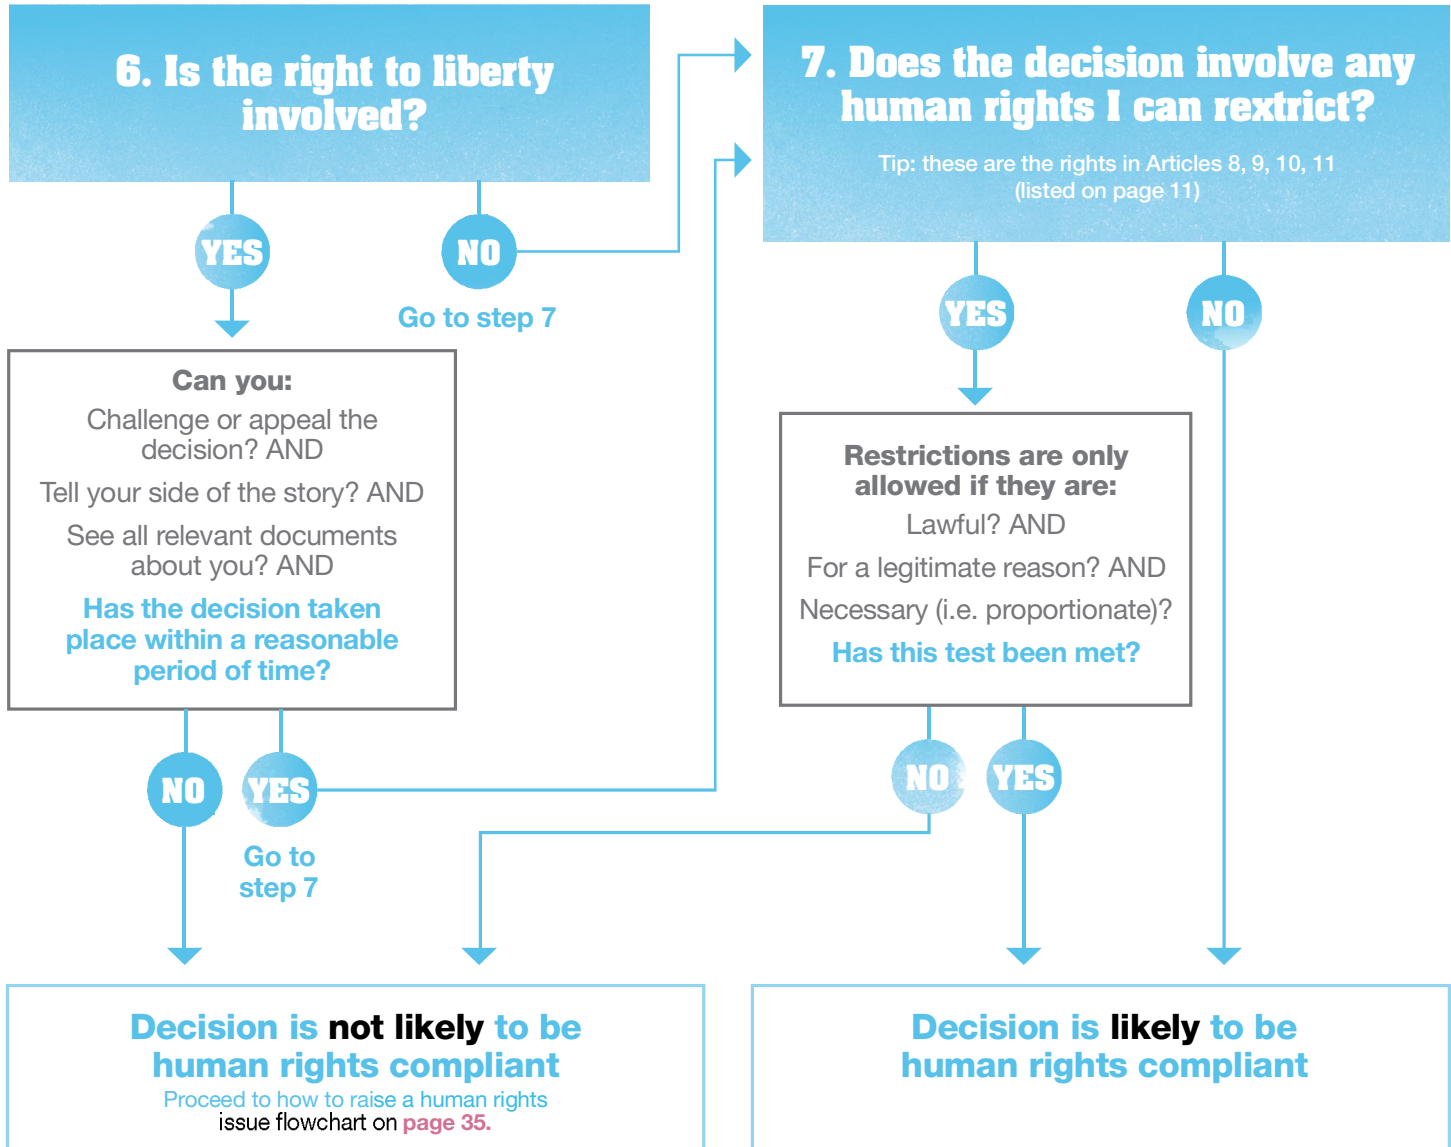 6. Is the right to liberty
involved?
YES
NO
Go to step 7
Can you:
Challenge or appeal the
decision? AND
Tell your side of the story? AND
See all relevant documents
about you? AND
Has the decision taken
place within a reasonable
period of time?
NO
YES
Go to
step 7
7. Does the decision involve any
human rights I can rextrict?
Tip: these are the rights in Articles 8, 9, 10, 11
(listed on page 11)
YES
NO
Restrictions are only
allowed if they are:
Lawful? AND
For a legitimate reason? AND
Necessary (i.e. proportionate)?
Has this test been met?
NO
YES
Decision is not likely to be
human rights compliant
Proceed to how to raise a human rights
issue flowchart on page 35.
Decision is likely to be
human rights compliant